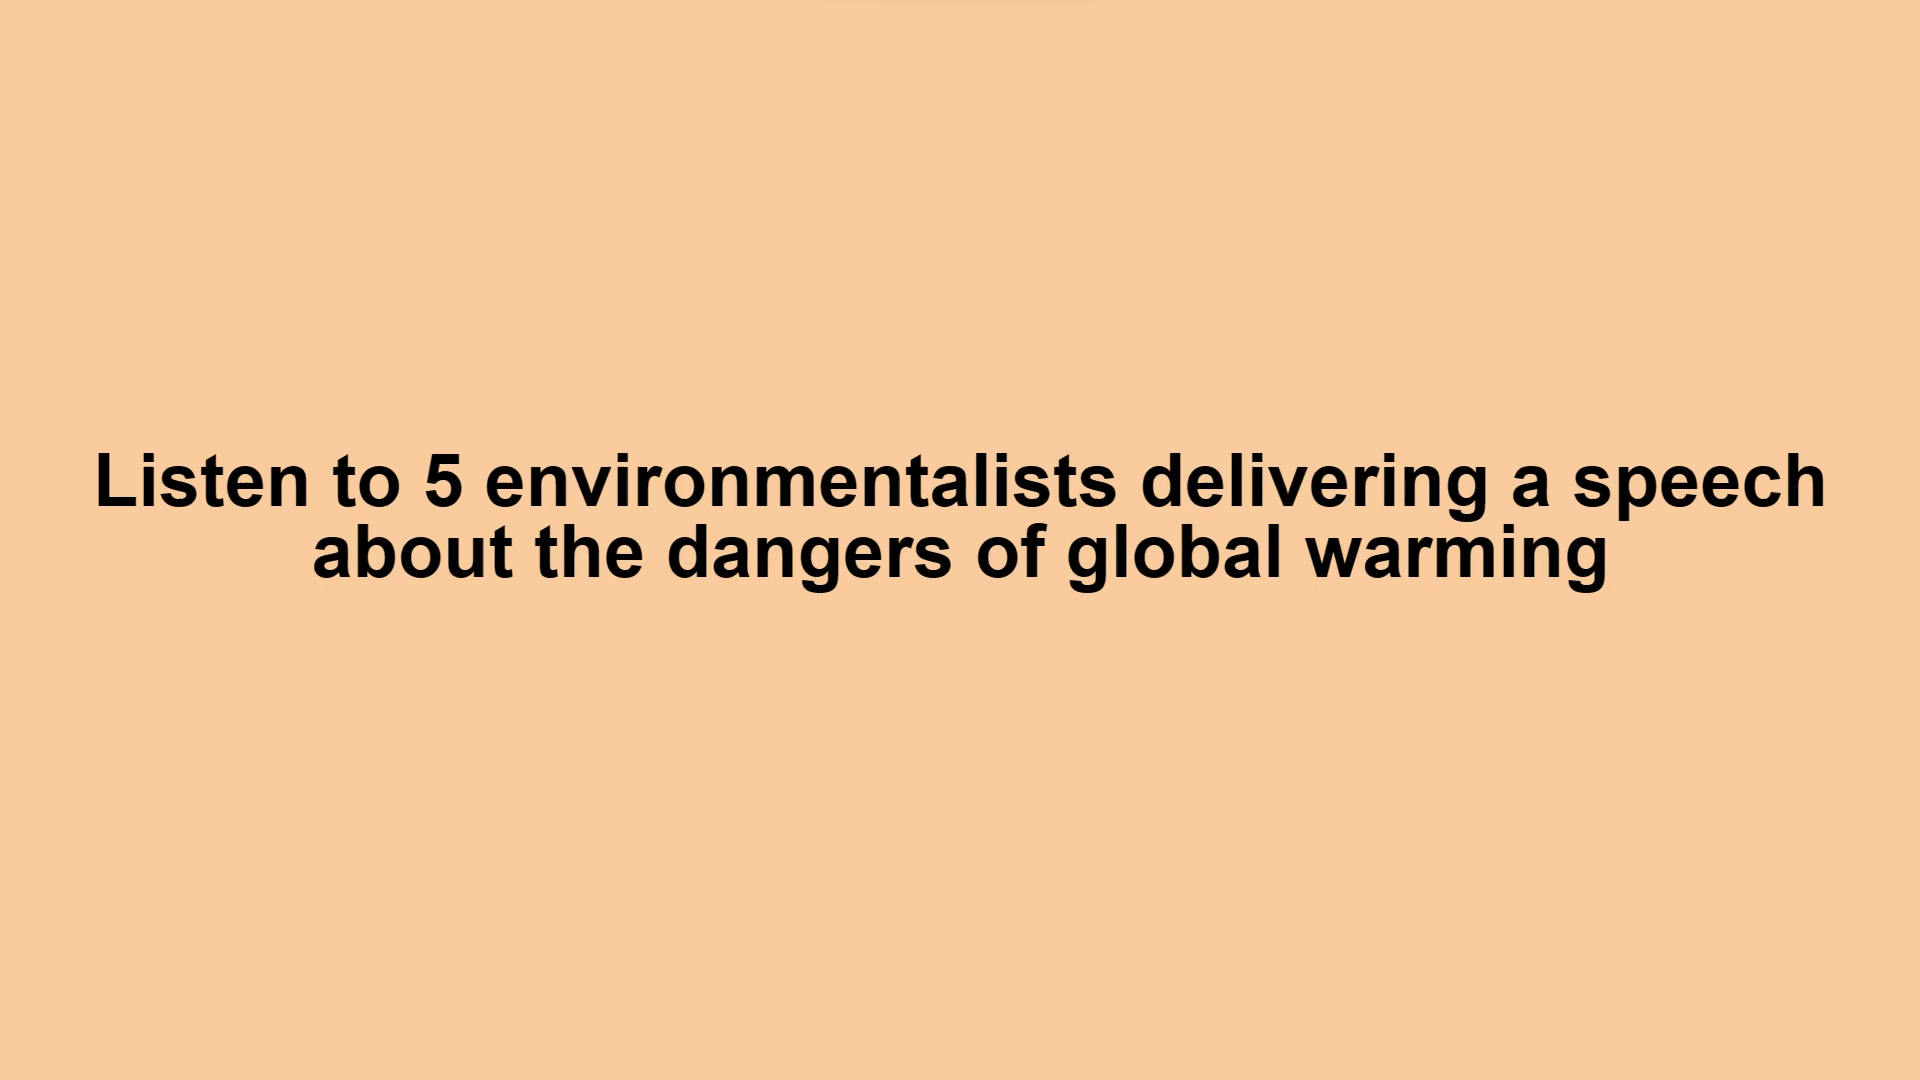 Listen to 5 environmentalists delivering a speech
about the dangers of global warming